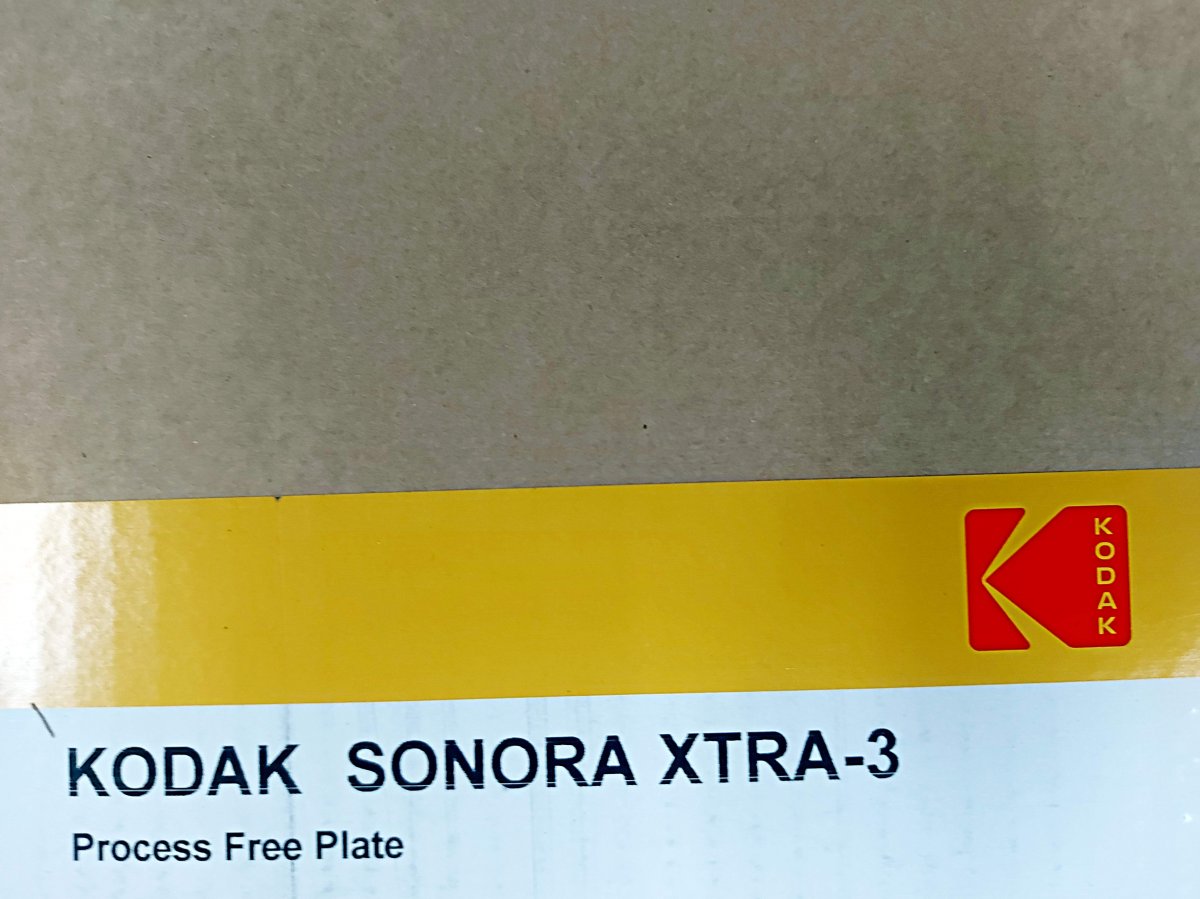 KODAK
KODAK SONORA XTRA-3
Process Free Plate